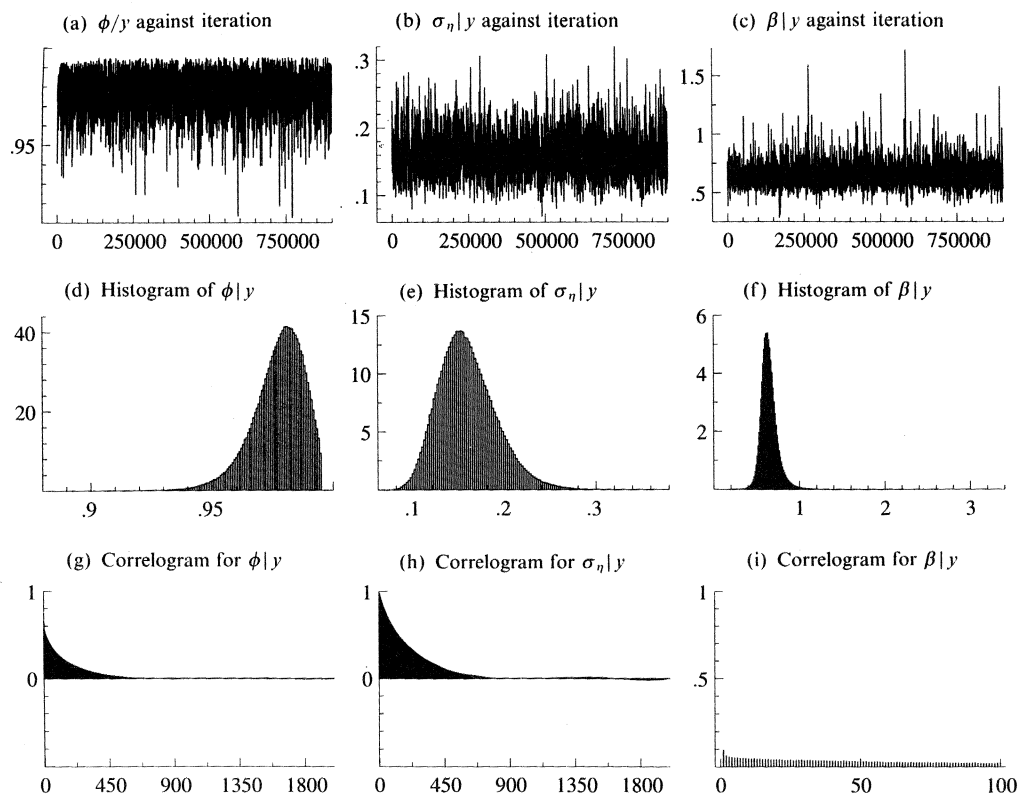 (a) ϕ/y against iteration
(b) σ_η|y against iteration
(c) β|y against iteration
.95
0 250000 500000 750000
.3
.2
.1
0 250000 500000 750000
1.5
1
.5
0 250000 500000 750000
(d) Histogram of ϕ|y
(e) Histogram of σ_η|y
(f) Histogram of β|y
40
20
.9 .95
15
10
5
.1 .2 .3
6
4
2
1 2 3
(g) Correlogram for ϕ|y
(h) Correlogram for σ_η|y
(i) Correlogram for β|y
1
0
0 450 900 1350 1800
1
0
0 450 900 1350 1800
1
.5
0 50 100